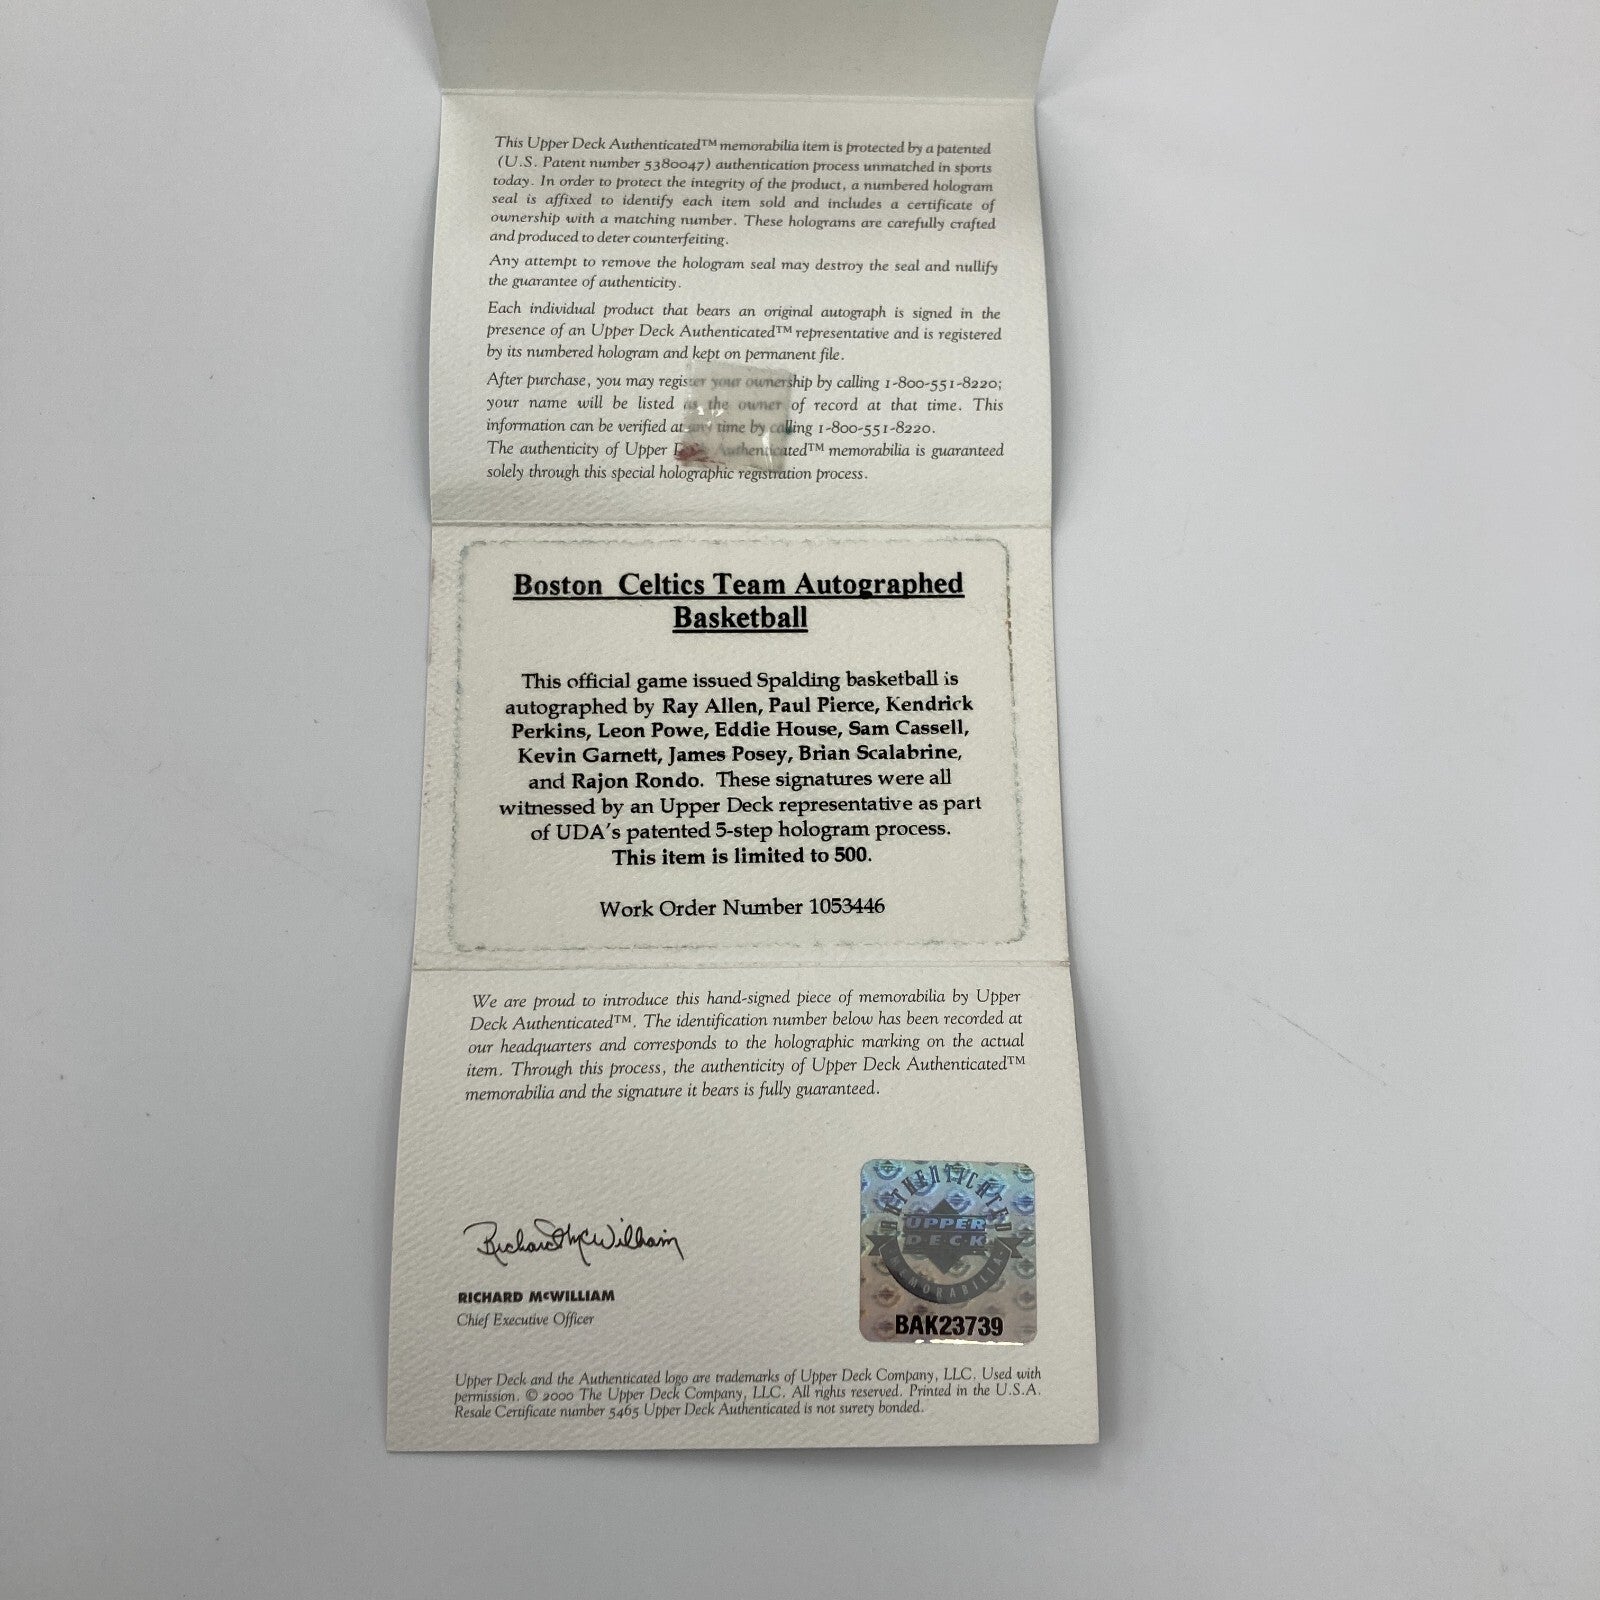 This Upper Deck Authenticated™ memorabilia item is protected by a patented
(U.S. Patent number 5380047) authentication process unmatched in sports
today. In order to protect the integrity of the product, a numbered hologram
seal is affixed to identify each item sold and includes a certificate of
ownership with a matching number. These holograms are carefully crafted
and produced to deter counterfeiting.
Any attempt to remove the hologram seal may destroy the seal and nullify
the guarantee of authenticity.
Each individual product that bears an original autograph is signed in the
presence of an Upper Deck Authenticated™ representative and is registered
by its numbered hologram and kept on permanent file.
After purchase, you may register your ownership by calling 1-800-551-8220;
your name will be listed as the owner of record at that time. This
information can be verified at any time by calling 1-800-551-8220.
The authenticity of Upper Deck Authenticated™ memorabilia is guaranteed
solely through this special holographic registration process.
Boston Celtics Team Autographed
Basketball
This official game issued Spalding basketball is
autographed by Ray Allen, Paul Pierce, Kendrick
Perkins, Leon Powe, Eddie House, Sam Cassell,
Kevin Garnett, James Posey, Brian Scalabrine,
and Rajon Rondo. These signatures were all
witnessed by an Upper Deck representative as part
of UDA's patented 5-step hologram process.
This item is limited to 500.
Work Order Number 1053446
We are proud to introduce this hand-signed piece of memorabilia by Upper
Deck Authenticated™. The identification number below has been recorded at
our headquarters and corresponds to the holographic marking on the actual
item. Through this process, the authenticity of Upper Deck Authenticated™
memorabilia and the signature it bears is fully guaranteed.
Richard McWilliam
RICHARD McWILLIAM
Chief Executive Officer
AUTHENTICATED
UPPER
DECK
MEMORABILIA
BAK23739
Upper Deck and the Authenticated logo are trademarks of Upper Deck Company, LLC. Used with
permission. © 2000 The Upper Deck Company, LLC. All rights reserved. Printed in the U.S.A.
Resale Certificate number 5465 Upper Deck Authenticated is not surety bonded.